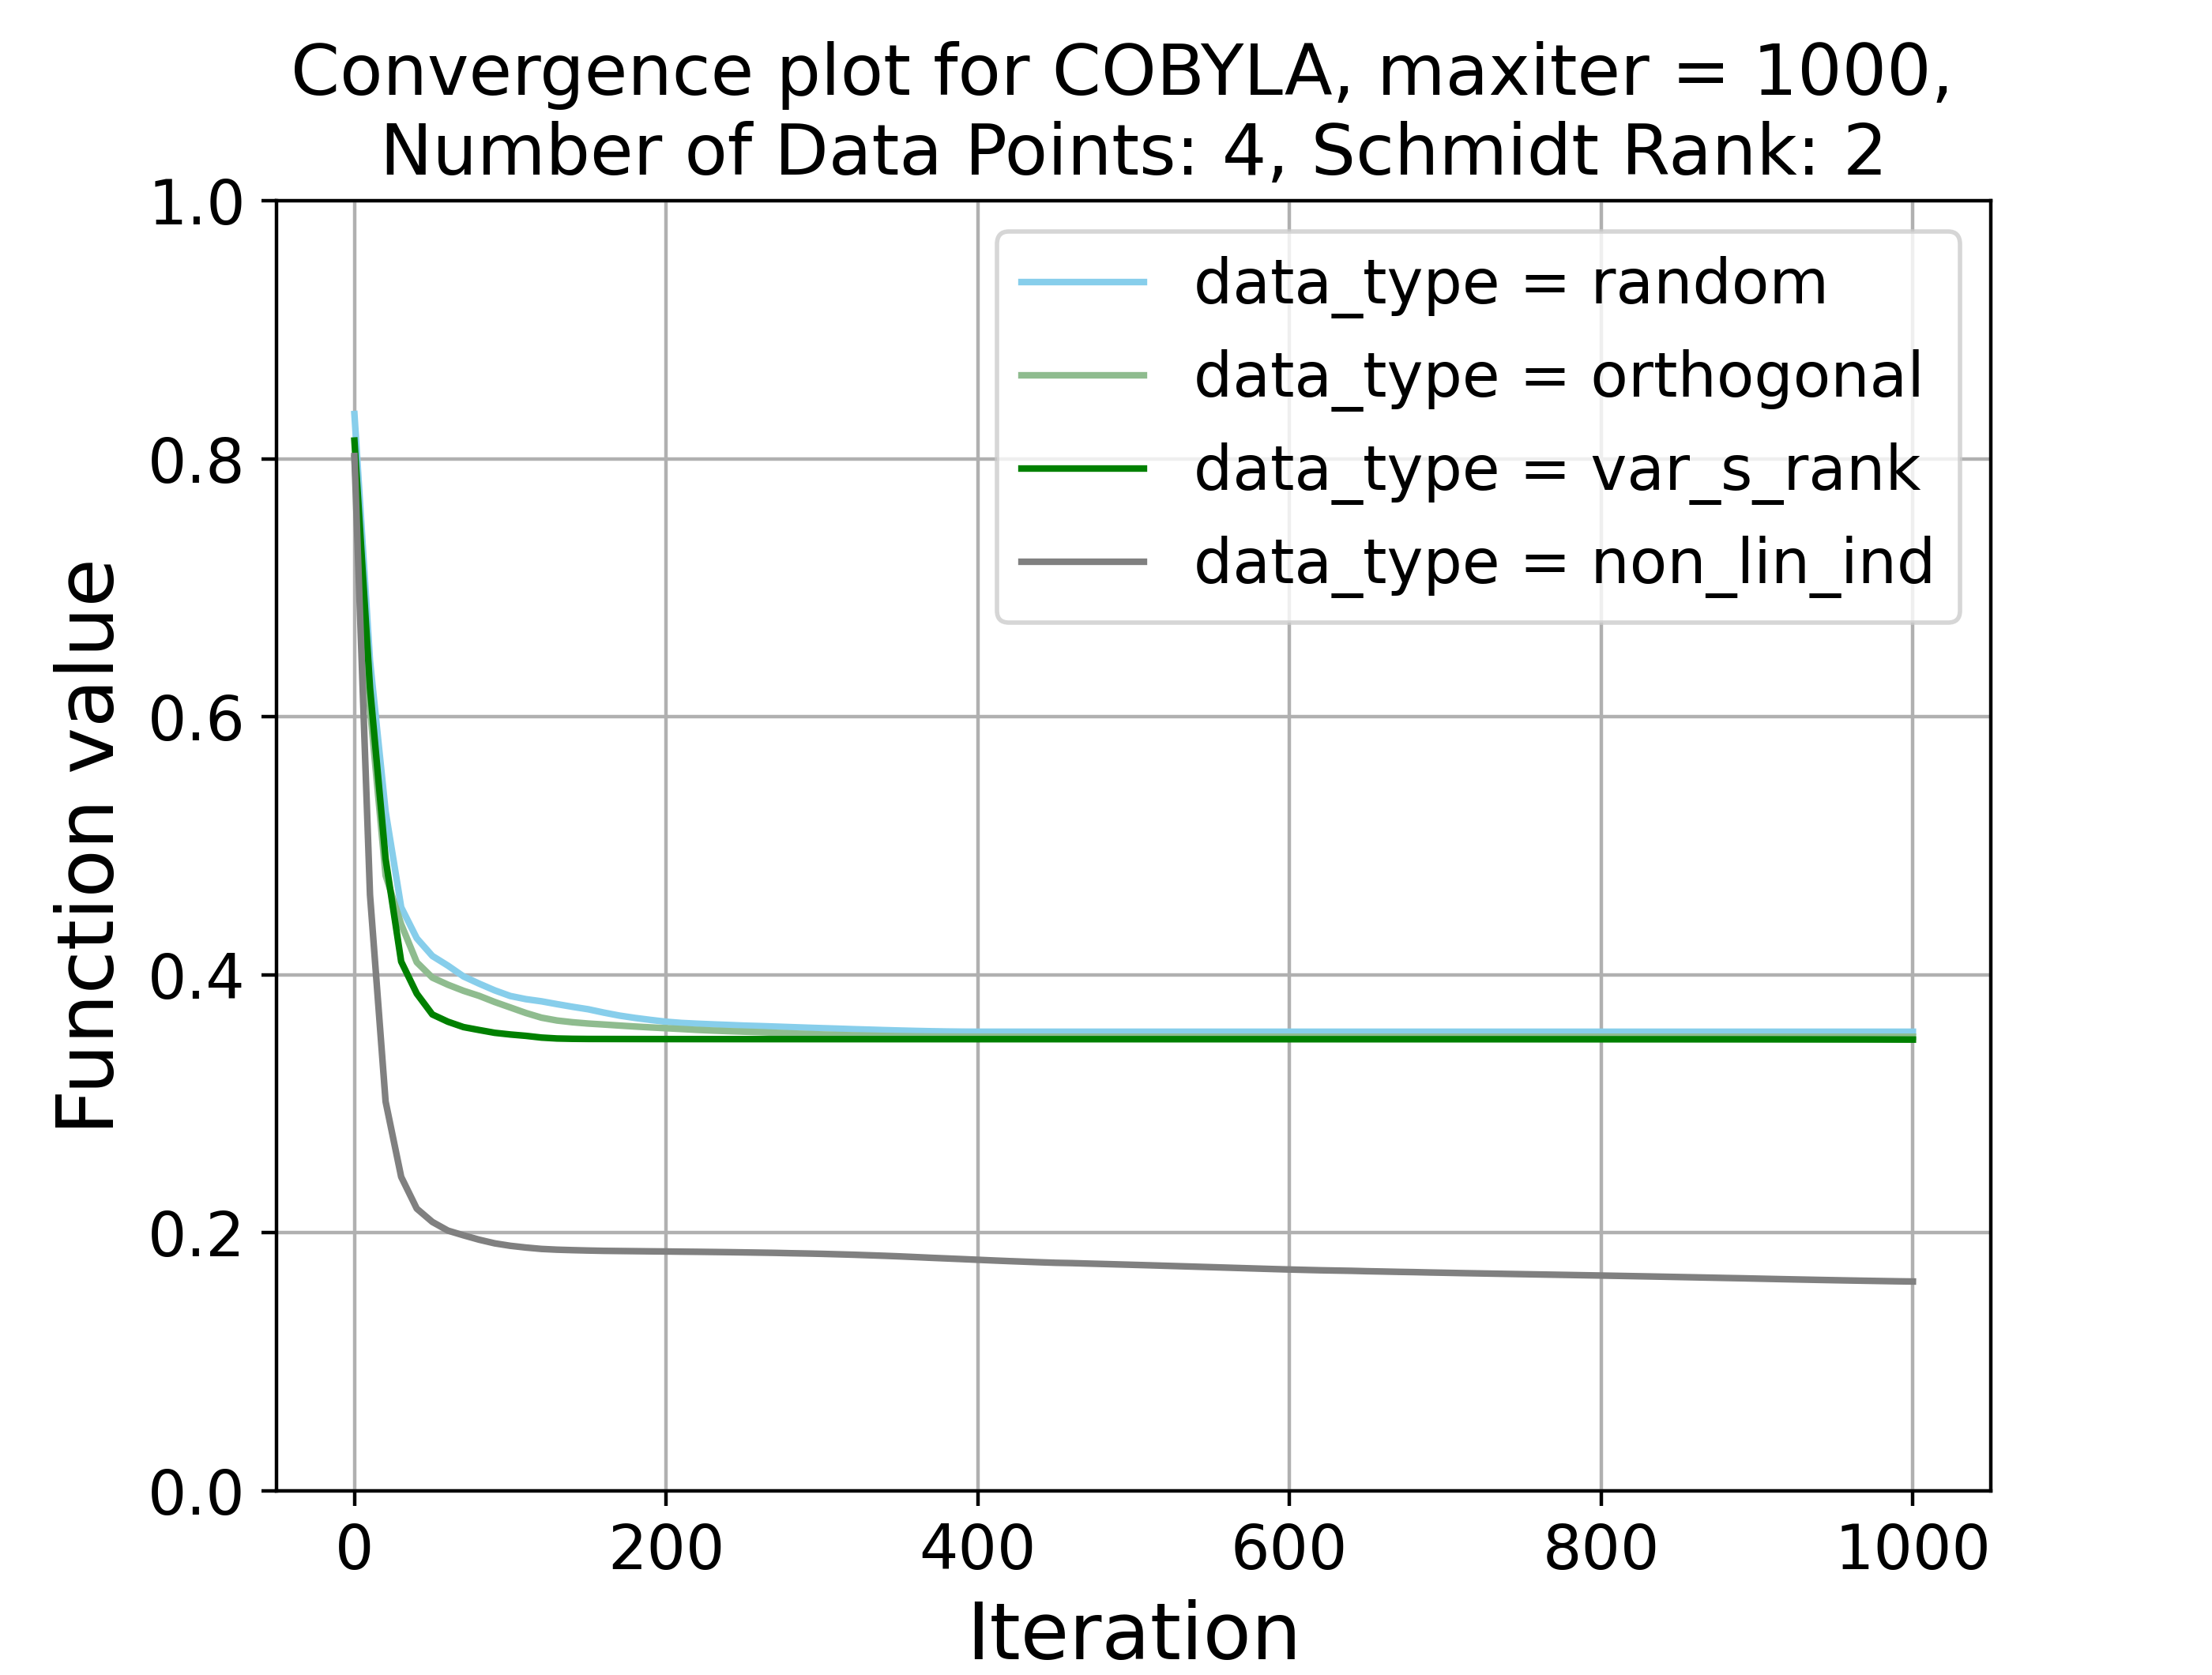 Convergence plot for COBYLA, maxiter = 1000,
Number of Data Points: 4, Schmidt Rank: 2
1.0
0.8
0.6
0.4
0.2
0.0
Function value
data_type = random
data_type = orthogonal
data_type = var_s_rank
data_type = non_lin_ind
0 200 400 600 800 1000
Iteration